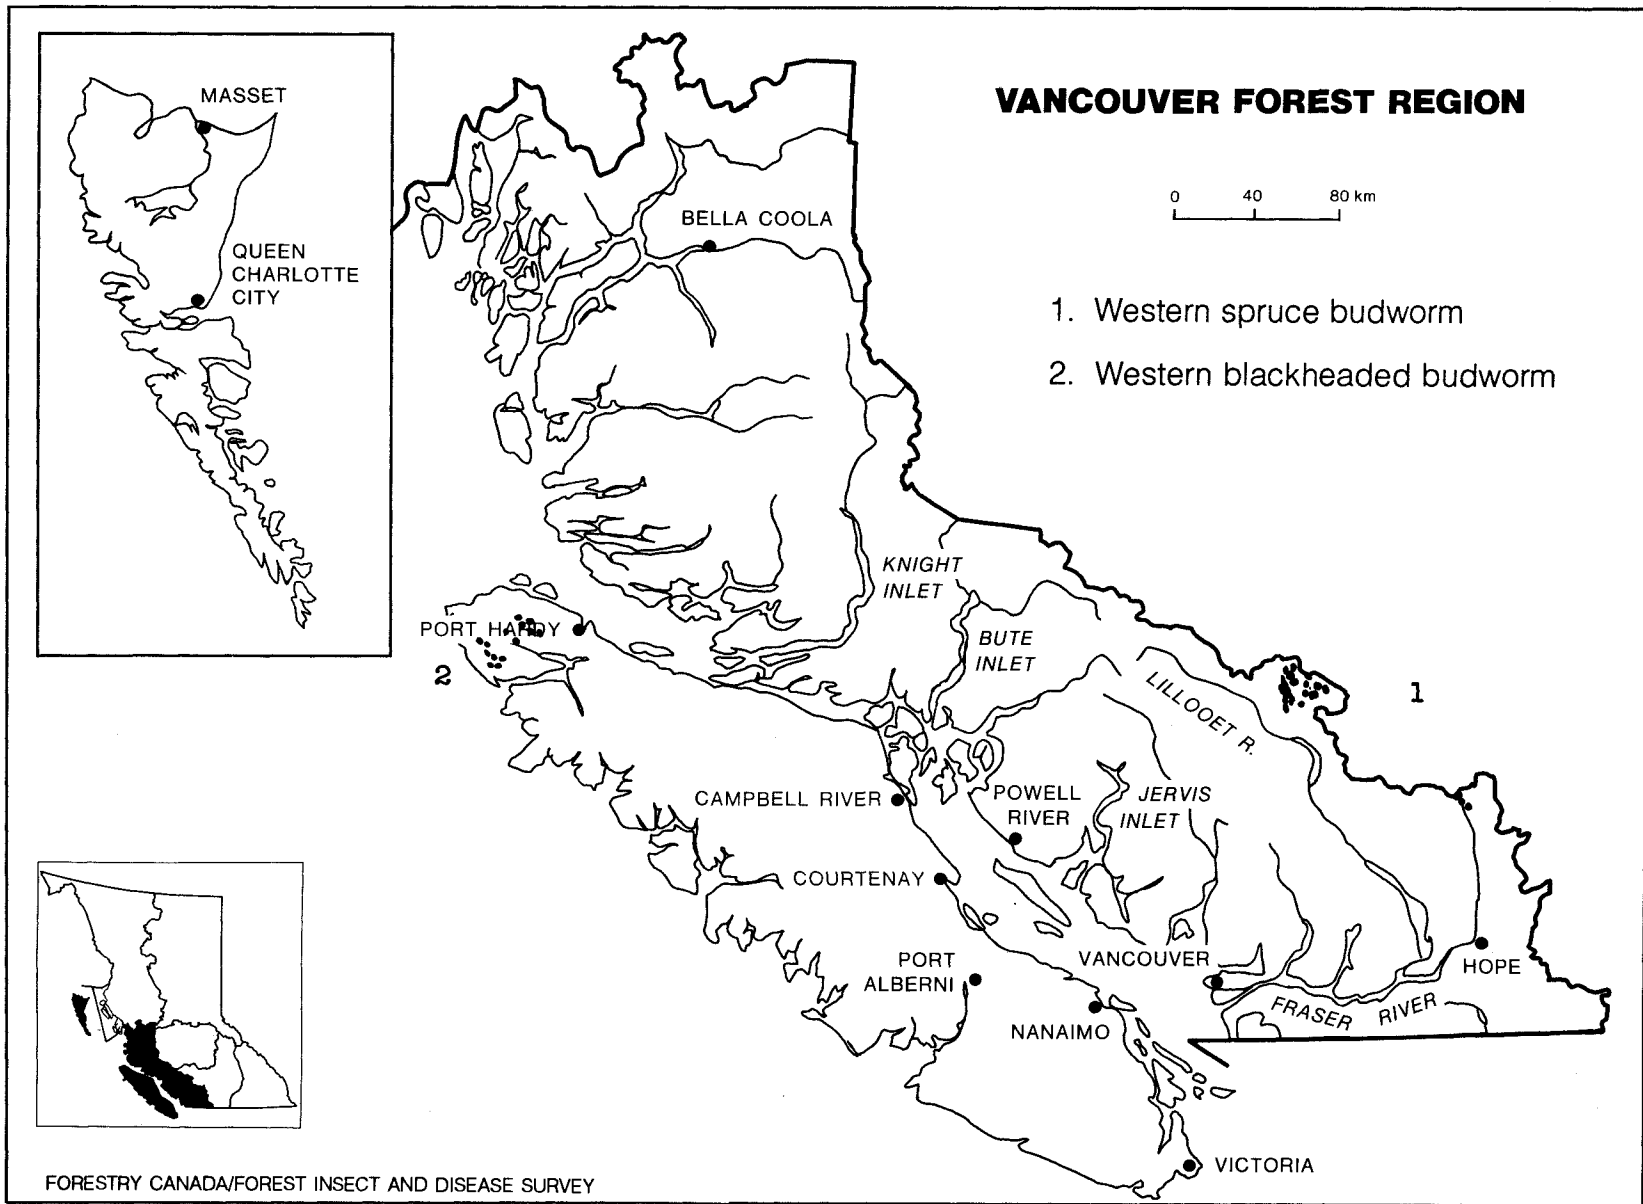 MASSET
QUEEN
CHARLOTTE
CITY
VANCOUVER FOREST REGION
0 40 80 km
1. Western spruce budworm
2. Western blackheaded budworm
BELLA COOLA
KNIGHT
INLET
PORT HARDY
2
BUTE
INLET
LILLOOET R.
1
CAMPBELL RIVER
POWELL
RIVER
JERVIS
INLET
COURTENAY
PORT
ALBERNI
VANCOUVER
HOPE
FRASER RIVER
NANAIMO
VICTORIA
FORESTRY CANADA/FOREST INSECT AND DISEASE SURVEY